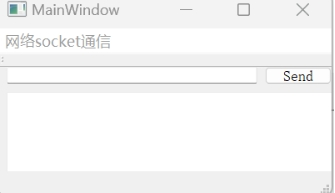 MainWindow
网络socket通信
Send